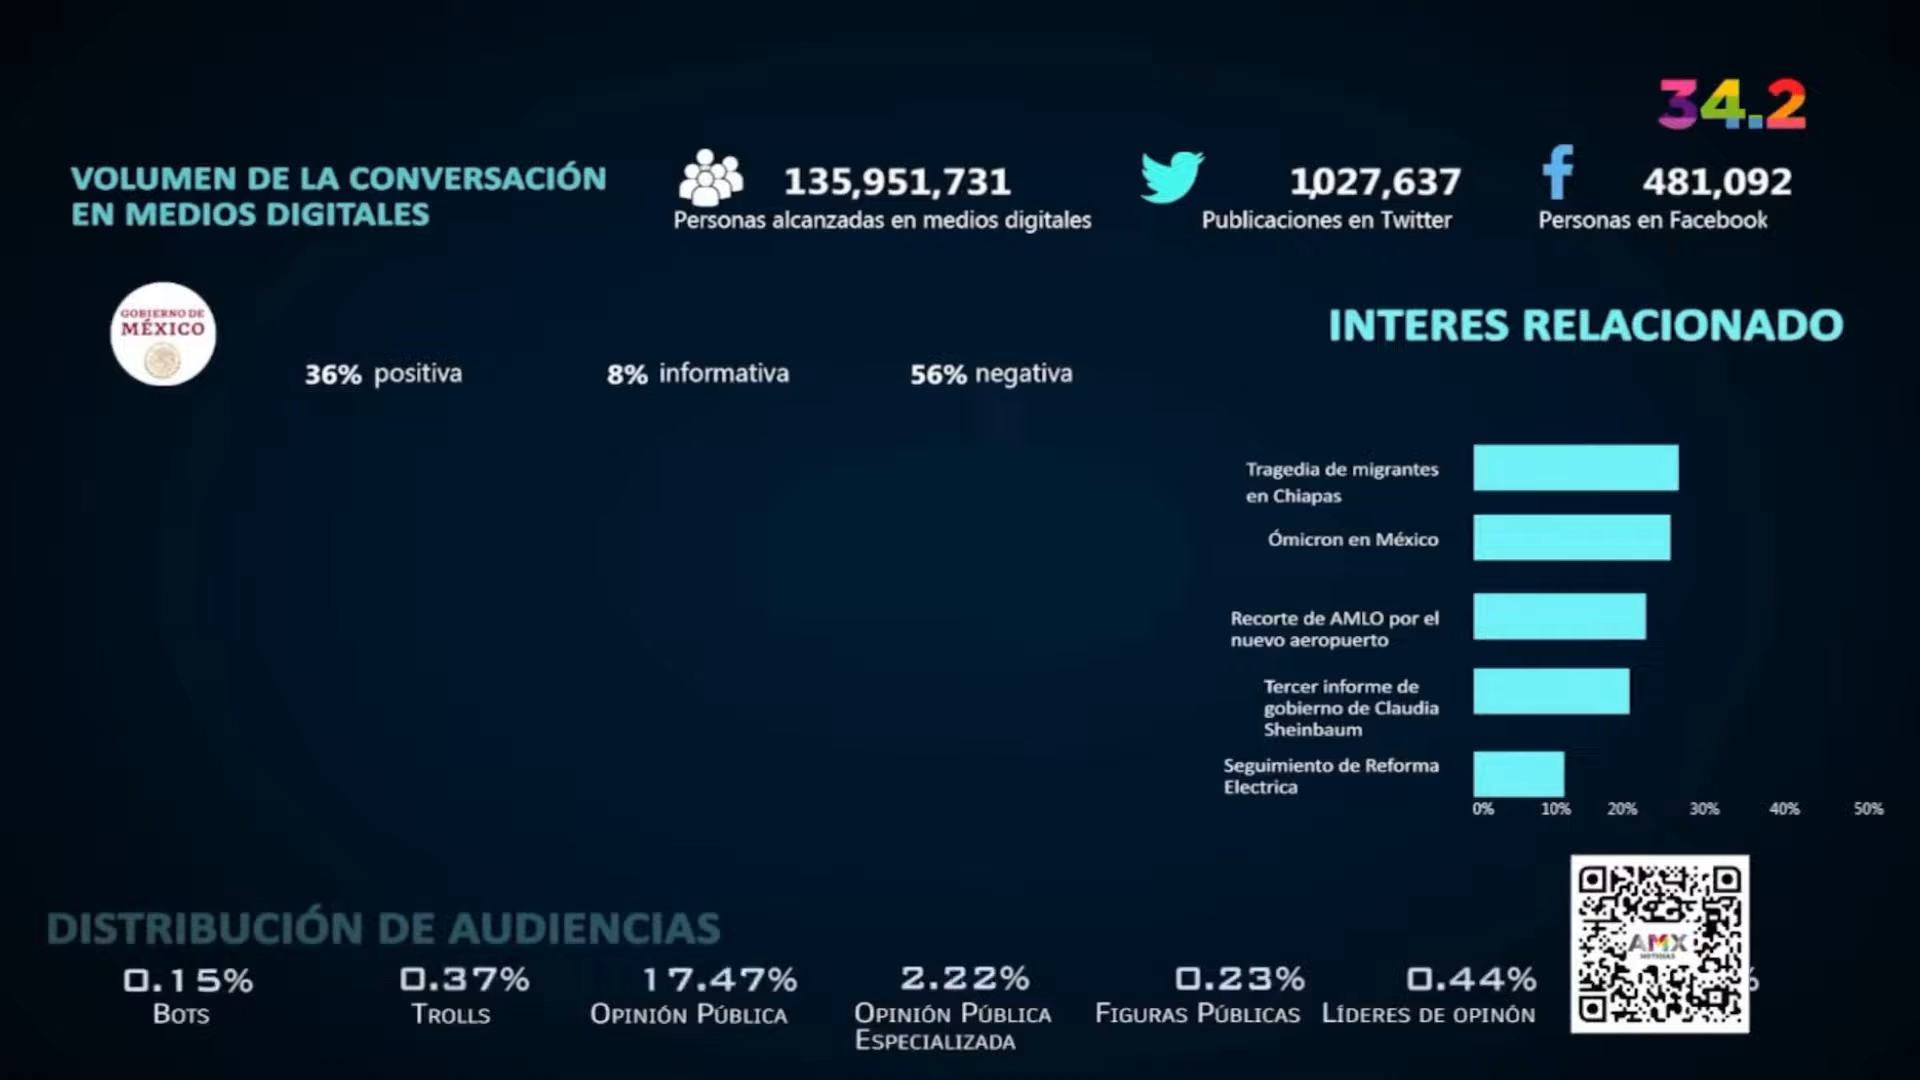 34.2
VOLUMEN DE LA CONVERSACIÓN
EN MEDIOS DIGITALES
135,951,731
Personas alcanzadas en medios digitales
1,027,637
Publicaciones en Twitter
481,092
Personas en Facebook
GOBIERNO DE
MÉXICO
36% positiva
8% informativa
56% negativa
INTERES RELACIONADO
Tragedia de migrantes
en Chiapas
Ómicron en México
Recorte de AMLO por el
nuevo aeropuerto
Tercer informe de
gobierno de Claudia
Sheinbaum
Seguimiento de Reforma
Electrica
0% 10% 20% 30% 40% 50%
DISTRIBUCIÓN DE AUDIENCIAS
0.15%
BOTS
0.37%
TROLLS
17.47%
OPINIÓN PÚBLICA
2.22%
OPINIÓN PÚBLICA
ESPECIALIZADA
0.23%
FIGURAS PÚBLICAS
0.44%
LÍDERES DE OPINÓN
AMX
NOTICIAS
%